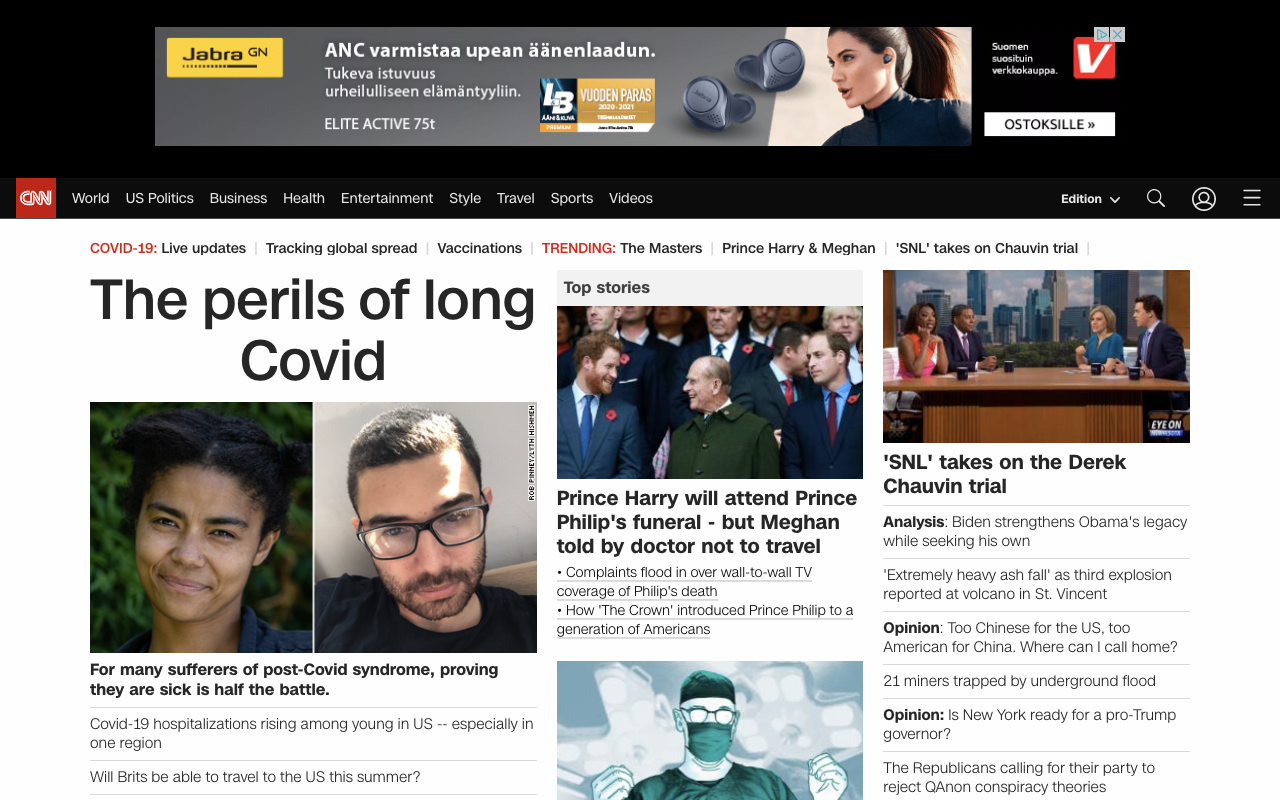 Jabra GN
ANC varmistaa upean äänenlaadun.
Tukeva istuvuus
urheilulliseen elämäntyyliin.
ELITE ACTIVE 75t
LB
ÄÄNI & KUVA
PREMIUM
VUODEN PARAS
2020 - 2021
Jabra
Suomen
suosituin
verkkokauppa.
V
OSTOKSILLE »
CNN World US Politics Business Health Entertainment Style Travel Sports Videos Edition
COVID-19: Live updates | Tracking global spread | Vaccinations | TRENDING: The Masters | Prince Harry & Meghan | 'SNL' takes on Chauvin trial |
The perils of long
Covid
ROB PINNEY/LYTH HISHMEH
For many sufferers of post-Covid syndrome, proving
they are sick is half the battle.
Covid-19 hospitalizations rising among young in US -- especially in
one region
Will Brits be able to travel to the US this summer?
Top stories
Prince Harry will attend Prince
Philip's funeral - but Meghan
told by doctor not to travel
• Complaints flood in over wall-to-wall TV
coverage of Philip's death
• How 'The Crown' introduced Prince Philip to a
generation of Americans
EYE ON
MINNESOTA
'SNL' takes on the Derek
Chauvin trial
Analysis: Biden strengthens Obama's legacy
while seeking his own
'Extremely heavy ash fall' as third explosion
reported at volcano in St. Vincent
Opinion: Too Chinese for the US, too
American for China. Where can I call home?
21 miners trapped by underground flood
Opinion: Is New York ready for a pro-Trump
governor?
The Republicans calling for their party to
reject QAnon conspiracy theories